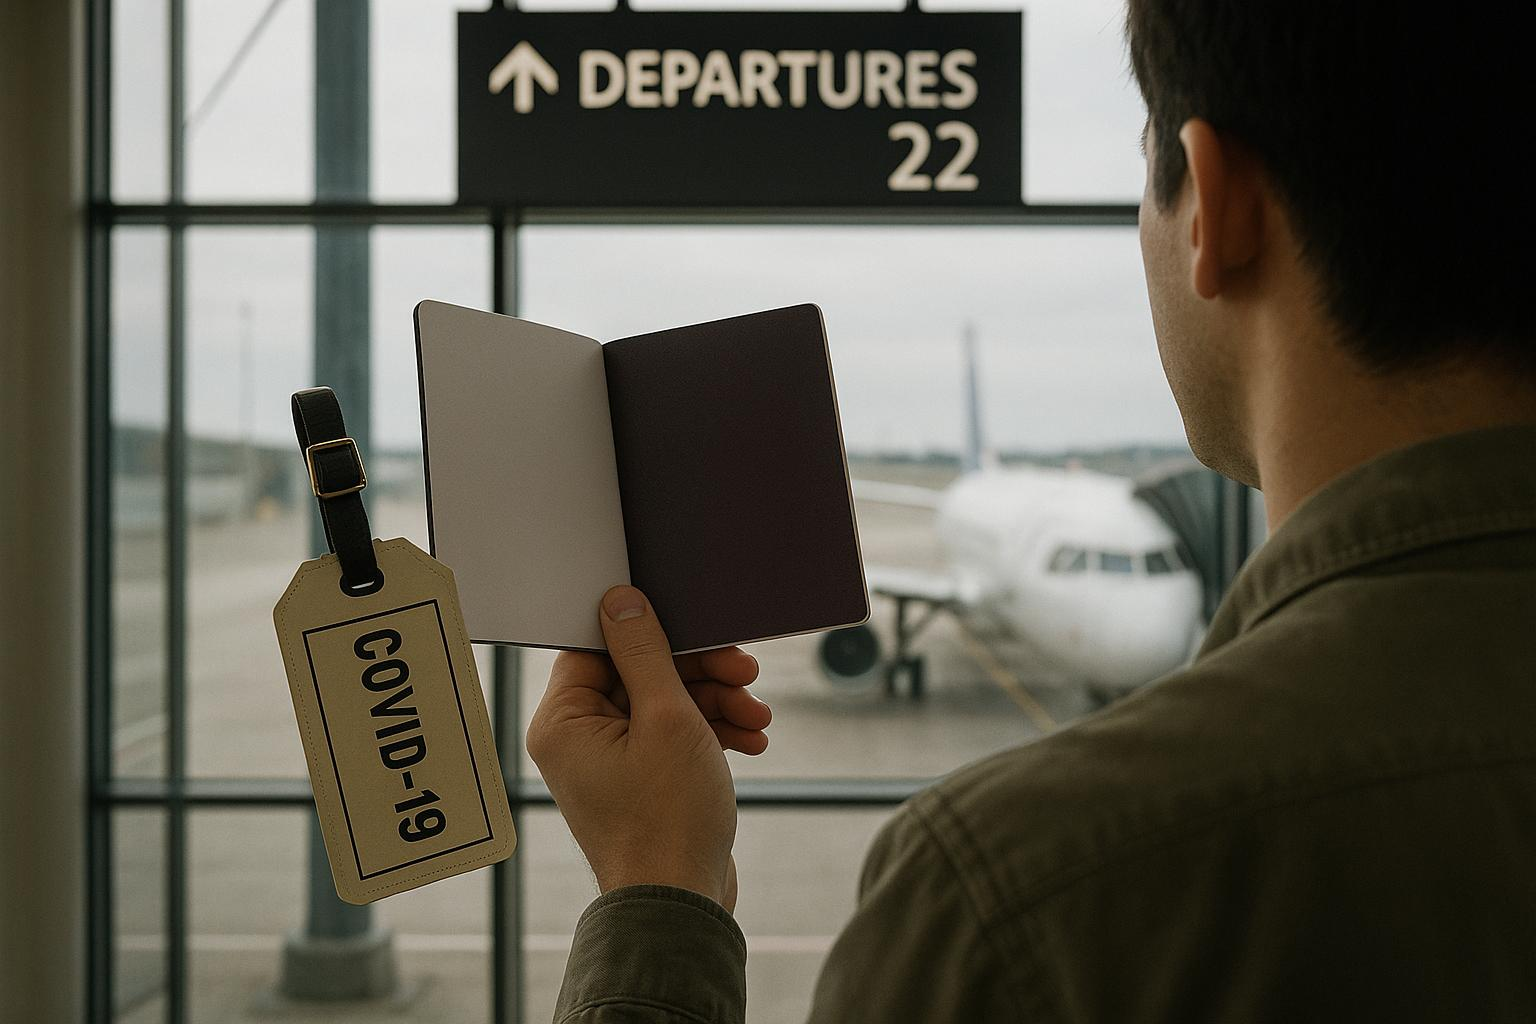 ↑ DEPARTURES
22
COVID-19